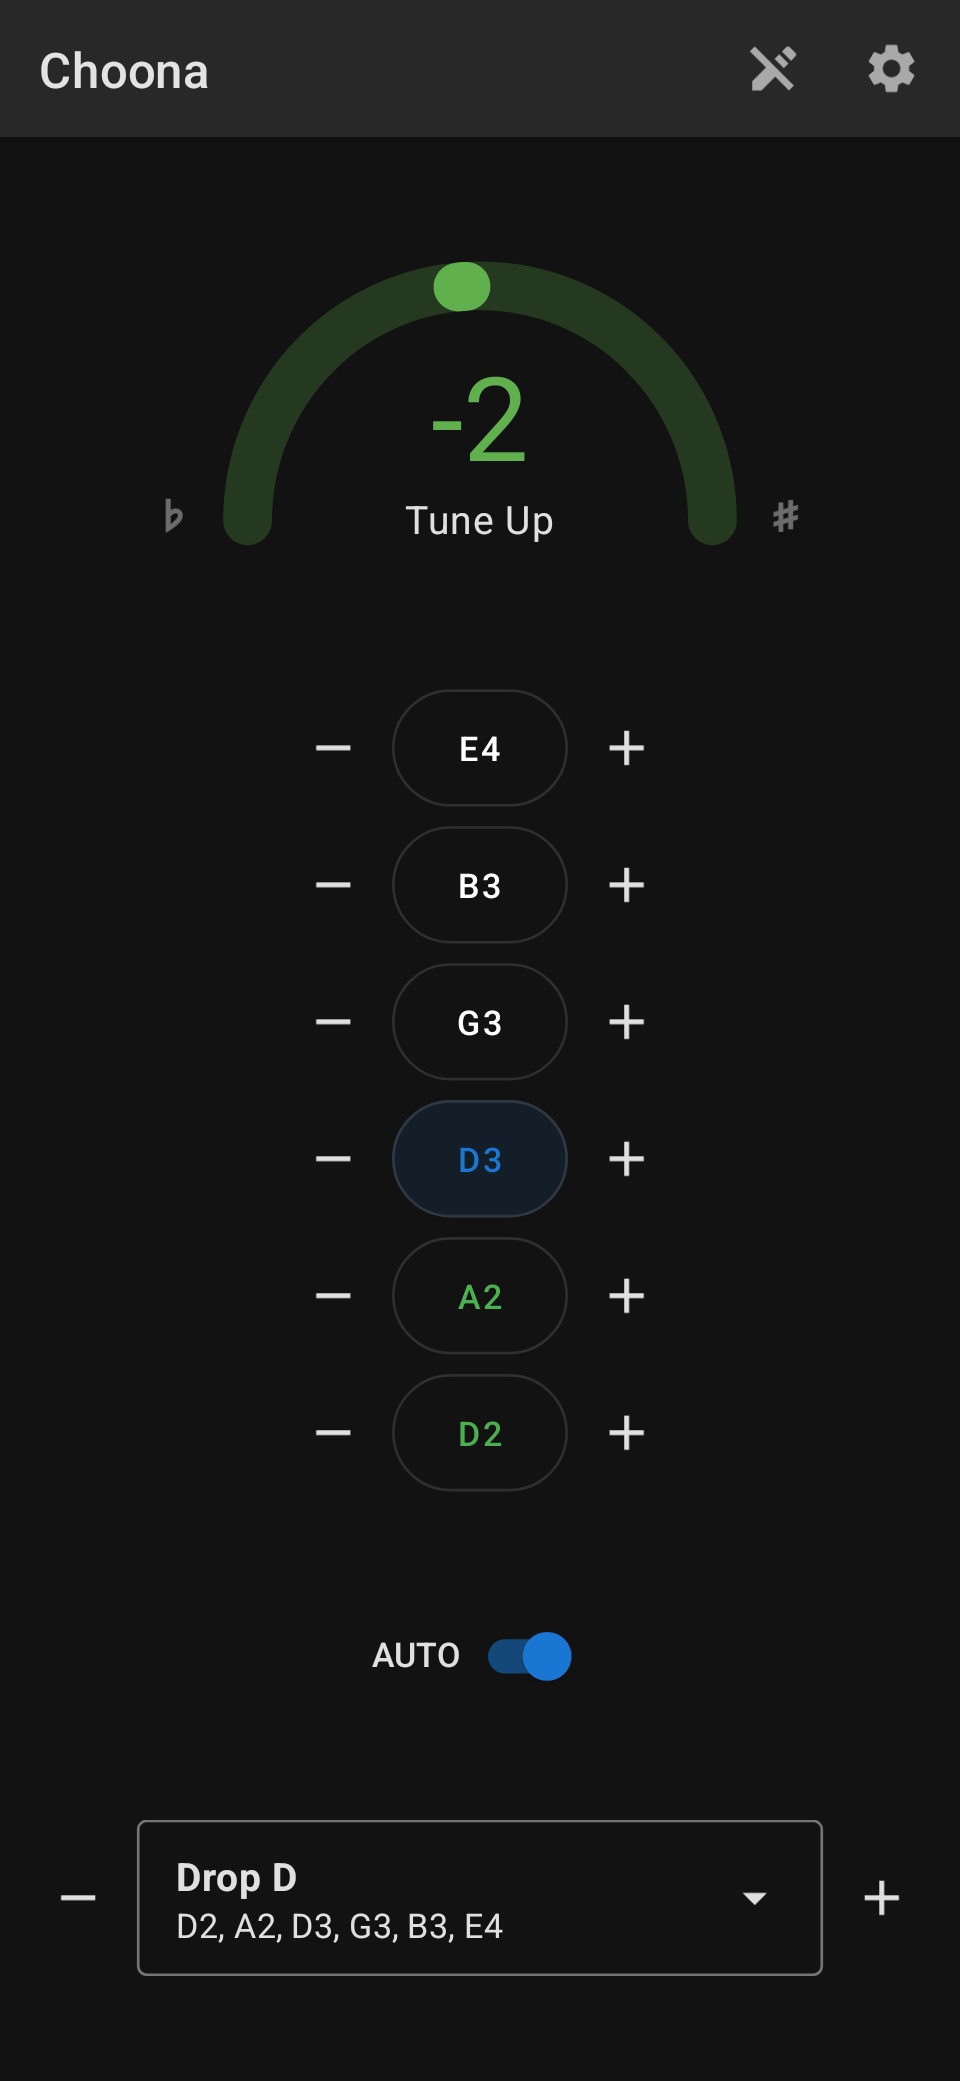 Choona
-2
♭
Tune Up
♯
E4
B3
G3
D3
A2
D2
AUTO
Drop D
D2, A2, D3, G3, B3, E4